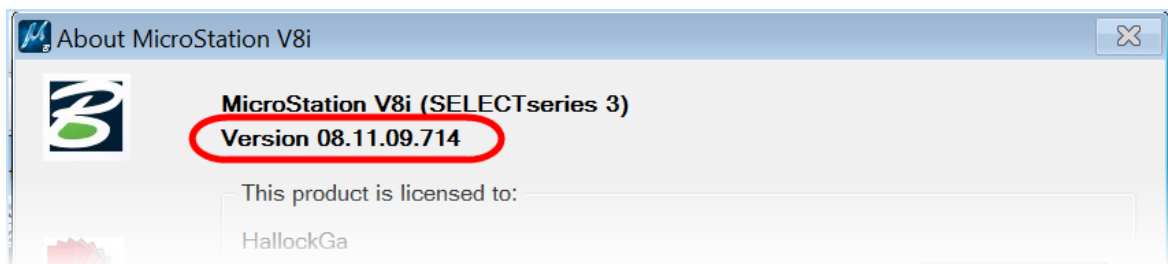 About MicroStation V8i
MicroStation V8i (SELECTseries 3)
Version 08.11.09.714
This product is licensed to:
HallockGa